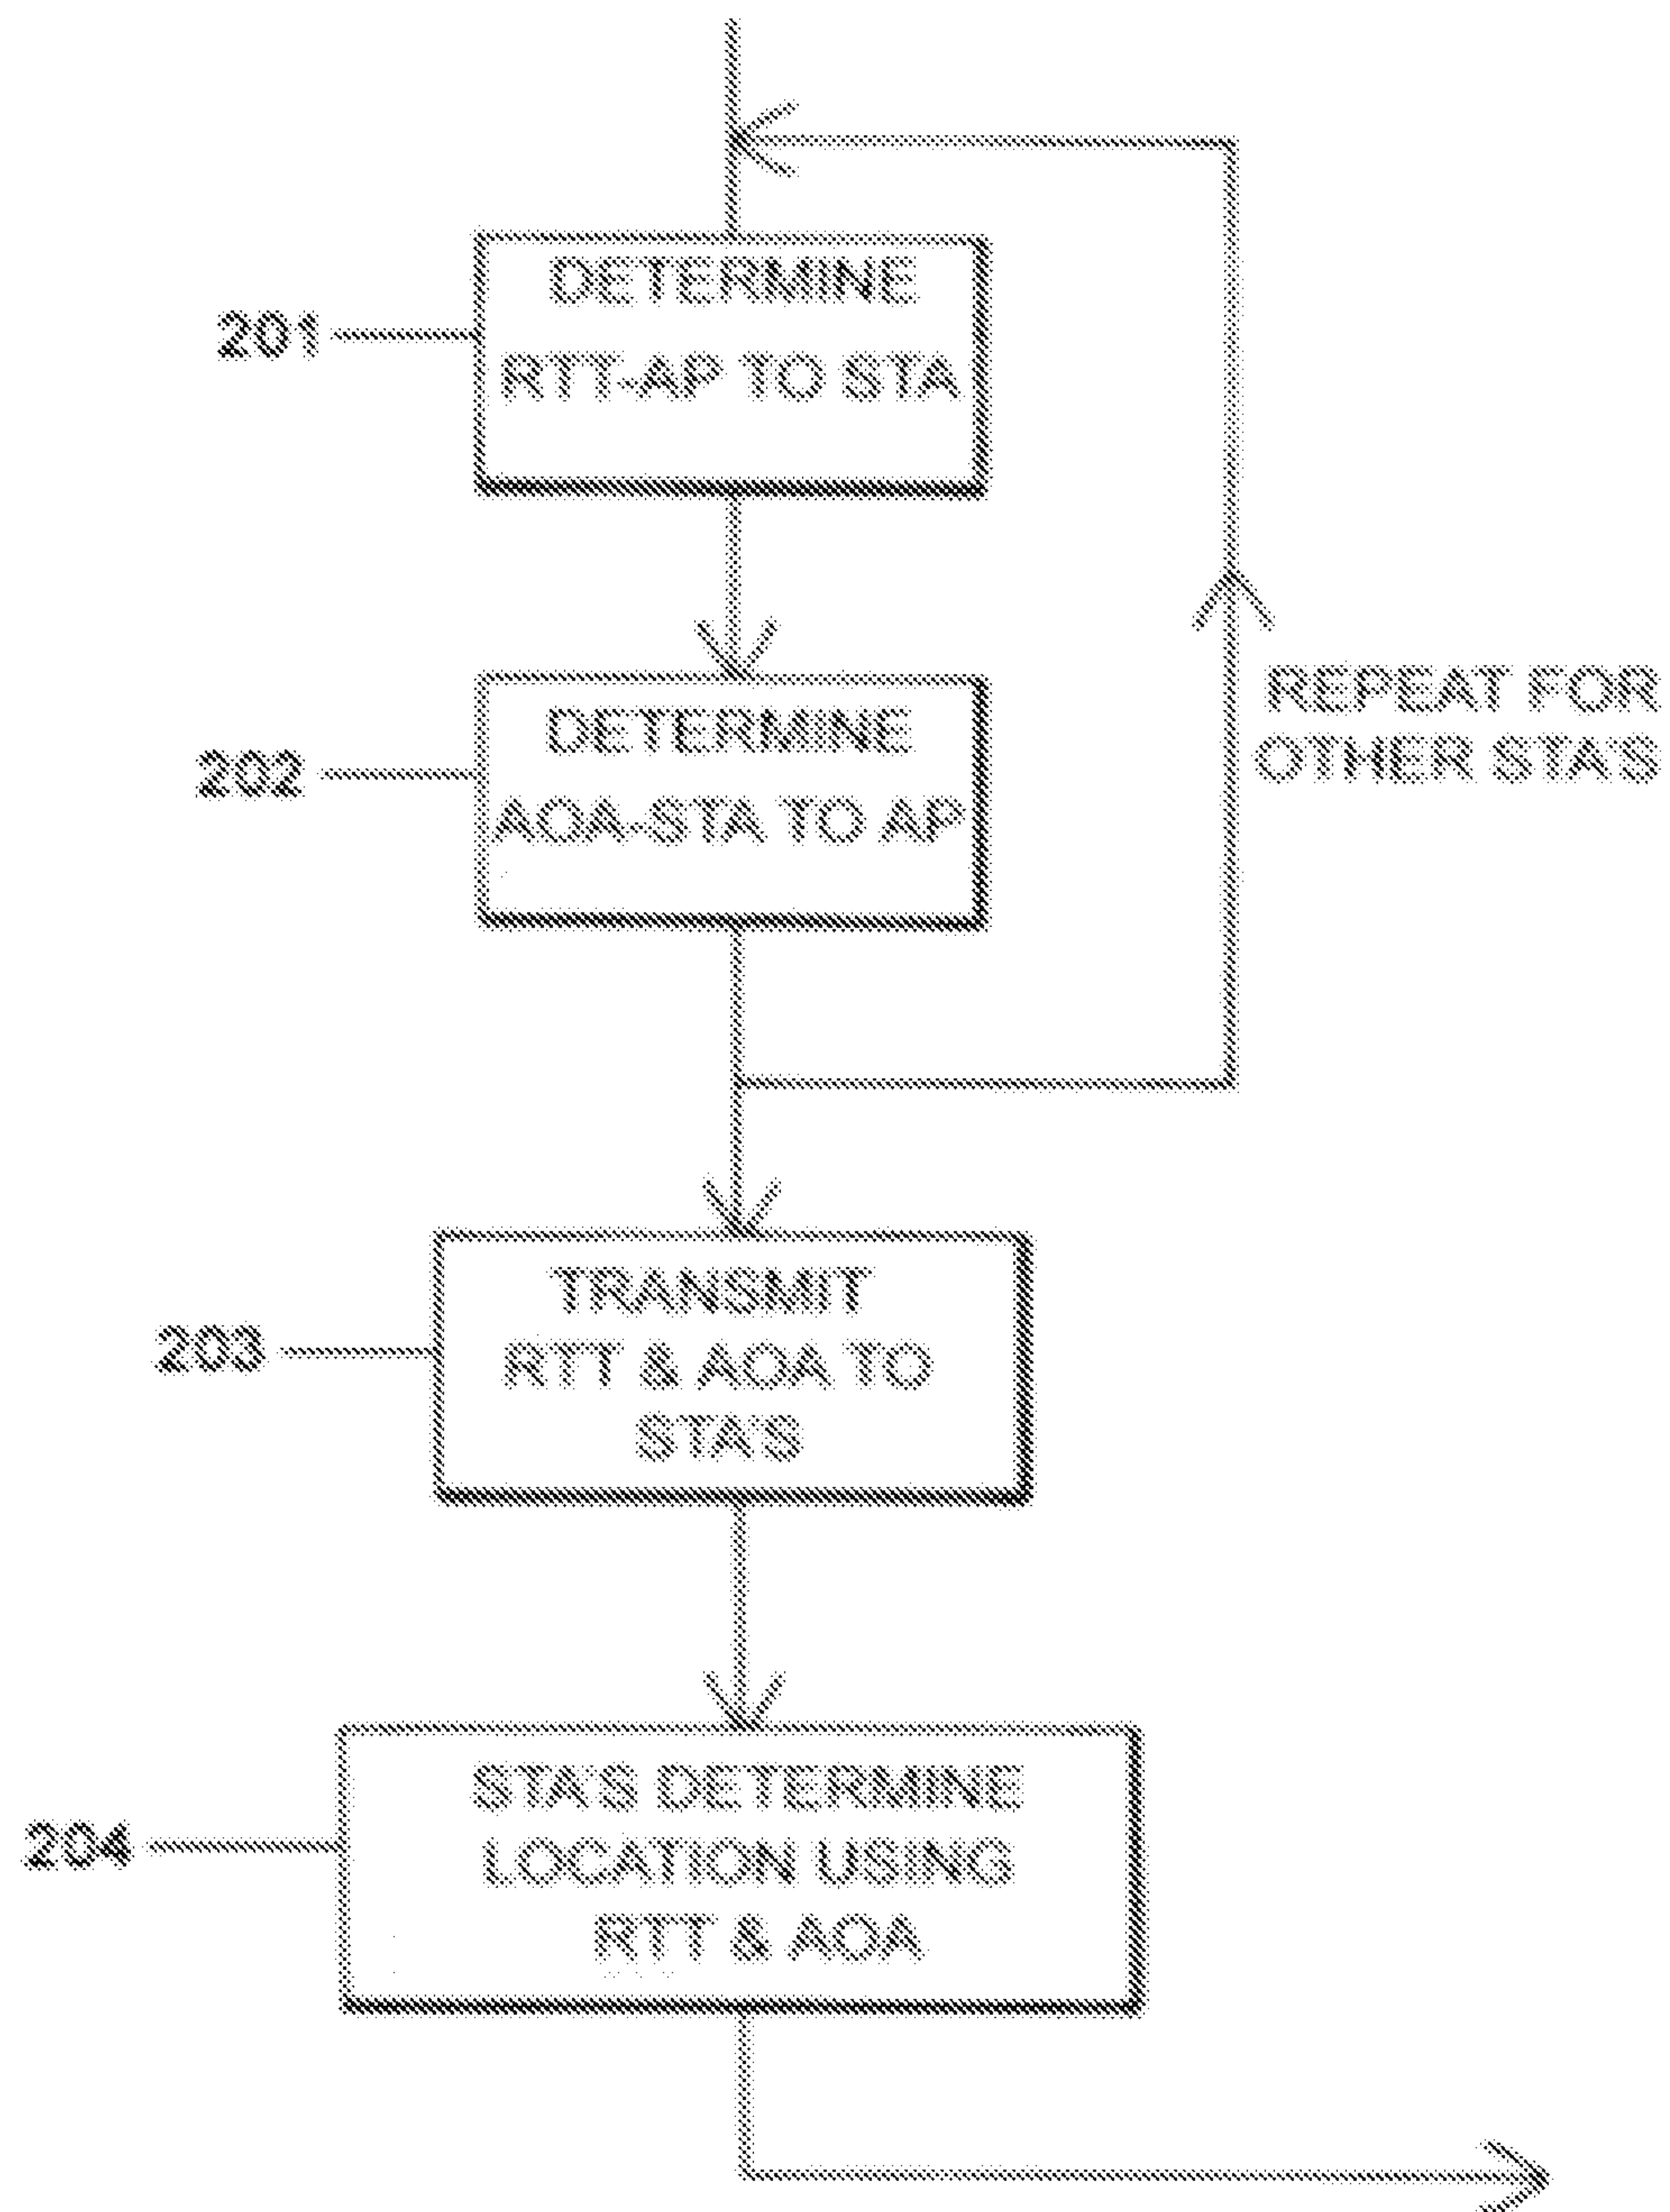 201
DETERMINE
RTT-AP TO STA
202
DETERMINE
AOA-STA TO AP
REPEAT FOR
OTHER STA'S
203
TRANSMIT
RTT & AOA TO
STA'S
204
STA'S DETERMINE
LOCATION USING
RTT & AOA